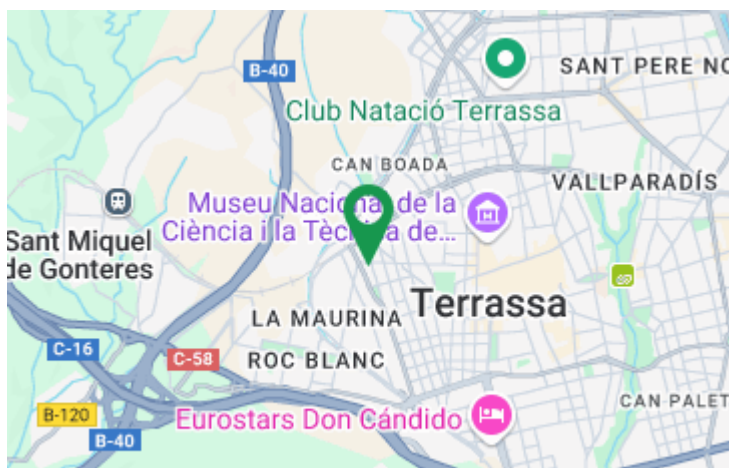 B-40
SANT PERE NO
Club Natació Terrassa
CAN BOADA
VALLPARADÍS
Museu Nacional de la
Ciència i la Tècnica de...
M
Sant Miquel
de Gonteres
Terrassa
LA MAURINA
C-16
C-58
ROC BLANC
CAN PALET
B-120
Eurostars Don Cándido
B-40